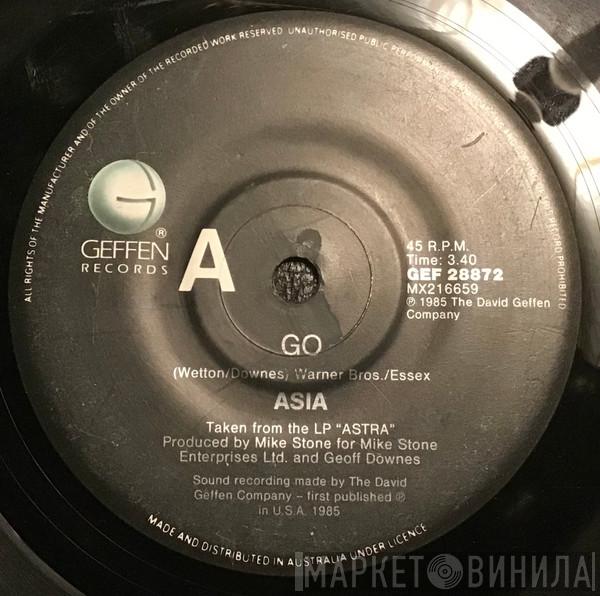 ALL RIGHTS OF THE MANUFACTURER AND OF THE OWNER OF THE RECORDED WORK RESERVED UNAUTHORISED PUBLIC PERFORMANCE RECORDS PROHIBITED
GEFFEN®
RECORDS
A
45 R.P.M.
Time: 3.40
GEF 28872
MX216659
℗ 1985 The David Geffen
Company
GO
(Wetton/Downes) Warner Bros./Essex
ASIA
Taken from the LP "ASTRA"
Produced by Mike Stone for Mike Stone
Enterprises Ltd. and Geoff Downes
Sound recording made by The David
Geffen Company – first published ℗
in U.S.A. 1985
MADE AND DISTRIBUTED IN AUSTRALIA UNDER LICENCE
МАРКЕТ ВИНИЛА